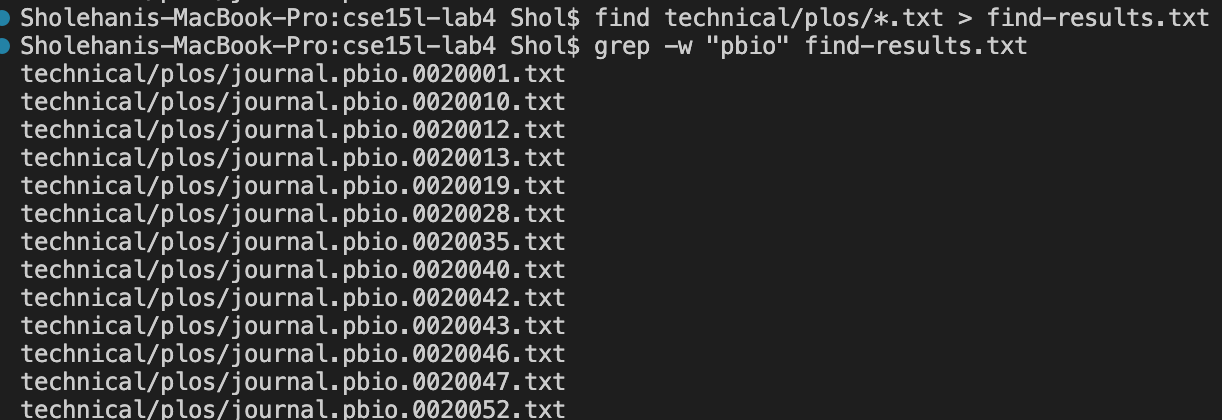 Sholehanis-MacBook-Pro:cse15l-lab4 Shol$ find technical/plos/*.txt > find-results.txt
Sholehanis-MacBook-Pro:cse15l-lab4 Shol$ grep -w "pbio" find-results.txt
technical/plos/journal.pbio.0020001.txt
technical/plos/journal.pbio.0020010.txt
technical/plos/journal.pbio.0020012.txt
technical/plos/journal.pbio.0020013.txt
technical/plos/journal.pbio.0020019.txt
technical/plos/journal.pbio.0020028.txt
technical/plos/journal.pbio.0020035.txt
technical/plos/journal.pbio.0020040.txt
technical/plos/journal.pbio.0020042.txt
technical/plos/journal.pbio.0020043.txt
technical/plos/journal.pbio.0020046.txt
technical/plos/journal.pbio.0020047.txt
technical/plos/journal.pbio.0020052.txt